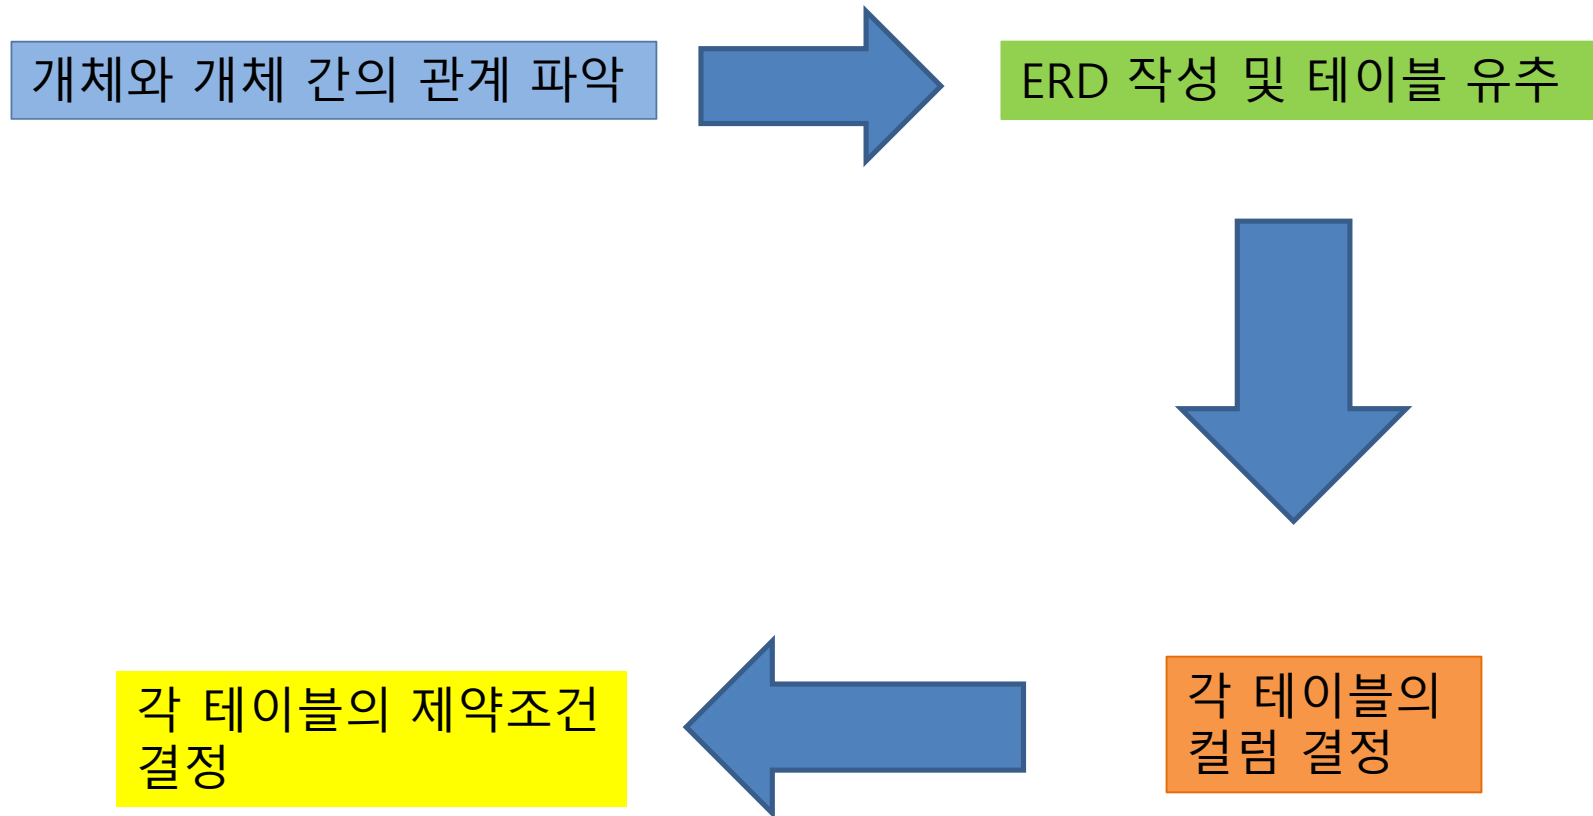 개체와 개체 간의 관계 파악
ERD 작성 및 테이블 유추
각 테이블의
컬럼 결정
각 테이블의 제약조건
결정